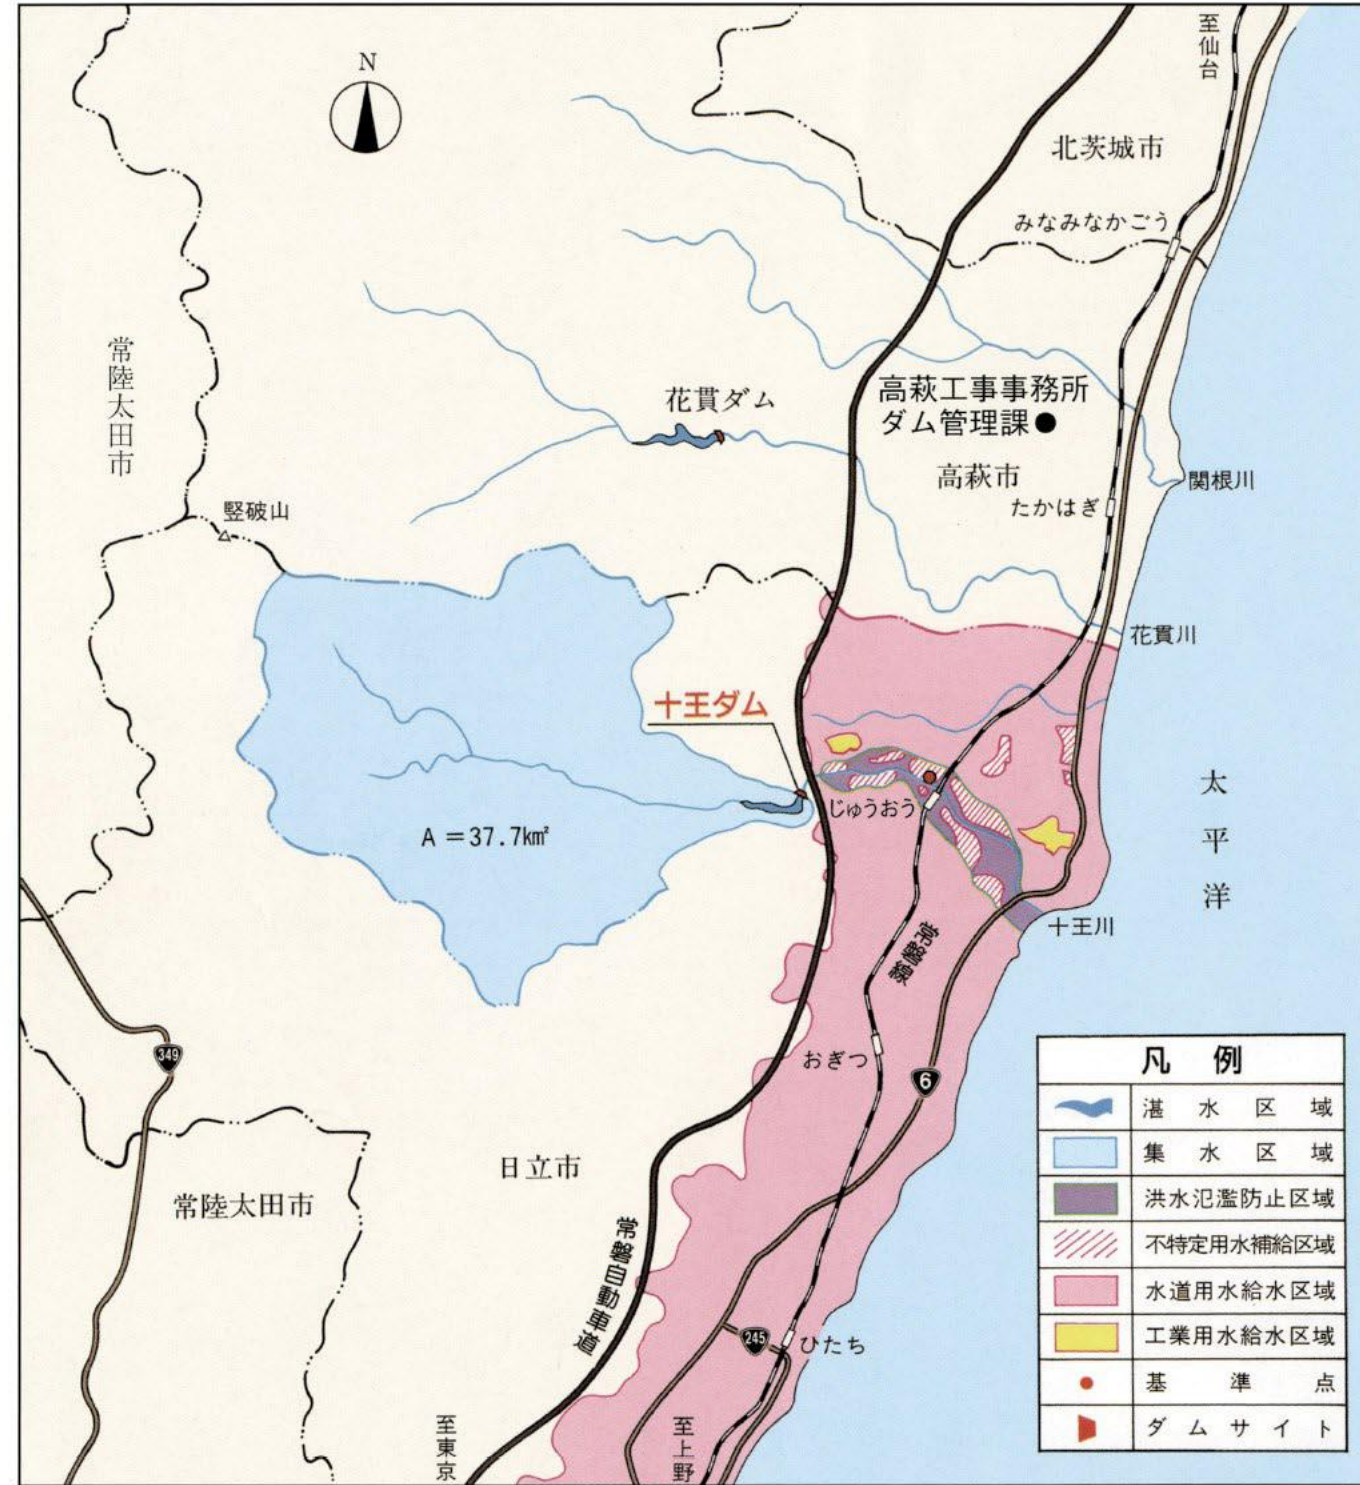 N
至仙台
北茨城市
みなみなかごう
常陸太田市
花貫ダム
高萩工事事務所
ダム管理課●
高萩市
たかはぎ
関根川
竪破山
花貫川
十王ダム
じゅうおう
太平洋
A=37.7km²
十王川
常磐線
349
おぎつ
6
日立市
常陸太田市
常磐自動車道
245
ひたち
至東京
至上野
凡例
湛水区域
集水区域
洪水氾濫防止区域
不特定用水補給区域
水道用水給水区域
工業用水給水区域
基準点
ダムサイト